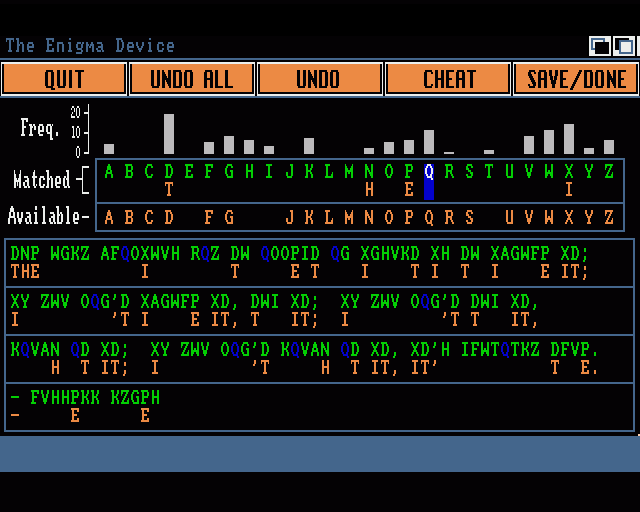 The Enigma Device
QUIT UNDO ALL UNDO CHEAT SAVE/DONE
Freq. 20 10 0
Matched A B C D E F G H I J K L M N O P Q R S T U V W X Y Z
T H E I
Available A B C D F G J K L M N O P Q R S U V W X Y Z
DNP WGKZ AFQOXWVH RQZ DW QOOPID QG XGHVKD XH DW XAGWFP XD;
THE I T E T I T I T I E IT;
XY ZWV OQG'D XAGWFP XD, DWI XD; XY ZWV OQG'D DWI XD,
I 'T I E IT, T IT; I 'T T IT,
KQVAN QD XD; XY ZWV OQG'D KQVAN QD XD, XD'H IFWTQTKZ DFVP.
H T IT; I 'T H T IT, IT' T E.
- FVHHPKK KZGPH
- E E